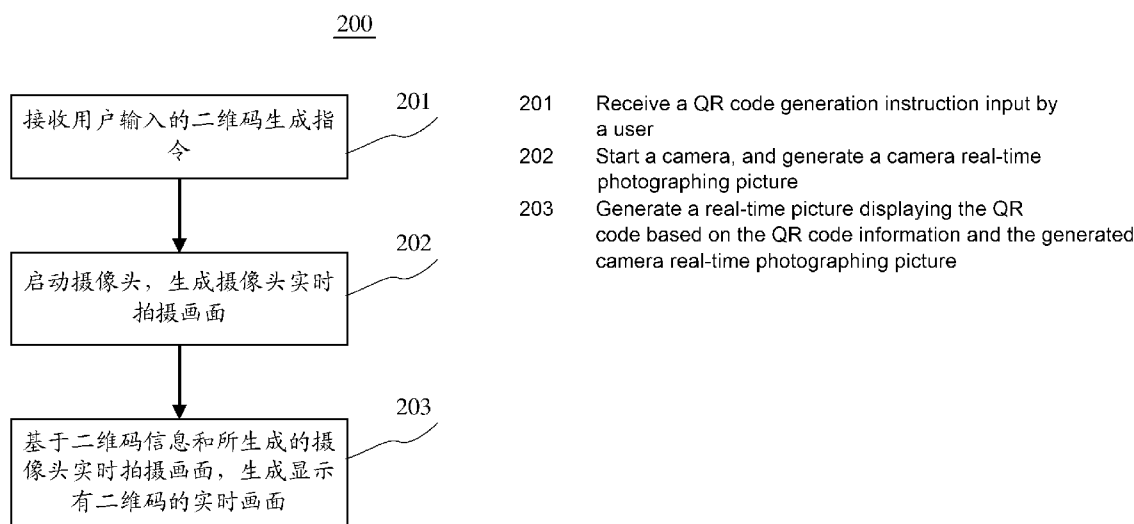 200
接收用户输入的二维码生成指
令
201
启动摄像头，生成摄像头实时
拍摄画面
202
基于二维码信息和所生成的摄
像头实时拍摄画面，生成显示
有二维码的实时画面
203
201 Receive a QR code generation instruction input by
a user
202 Start a camera, and generate a camera real-time
photographing picture
203 Generate a real-time picture displaying the QR
code based on the QR code information and the generated
camera real-time photographing picture